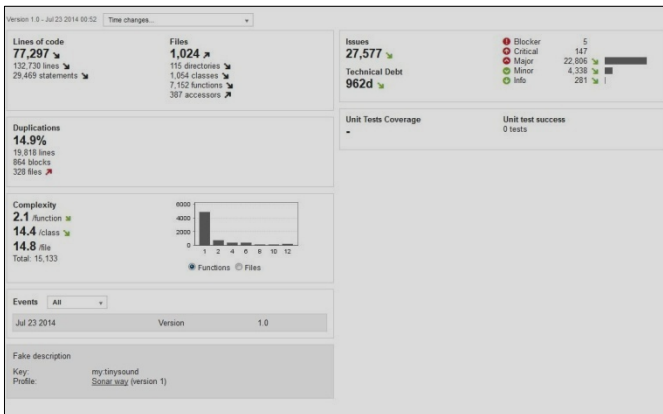 Version 1.0 - Jul 23 2014 00:52 Time changes...
Lines of code
77,297
132,730 lines
29,469 statements
Files
1,024
115 directories
1,054 classes
7,152 functions
387 accessors
Duplications
14.9%
19,818 lines
864 blocks
328 files
Complexity
2.1 /function
14.4 /class
14.8 /file
Total: 15,133
6000
4000
2000
0
1 2 4 6 8 10 12
Functions Files
Events All
Jul 23 2014 Version 1.0
Fake description
Key: my:tinysound
Profile: Sonar way (version 1)
Issues
27,577
Technical Debt
962d
Blocker 5
Critical 147
Major 22,806
Minor 4,338
Info 281
Unit Tests Coverage
-
Unit test success
0 tests